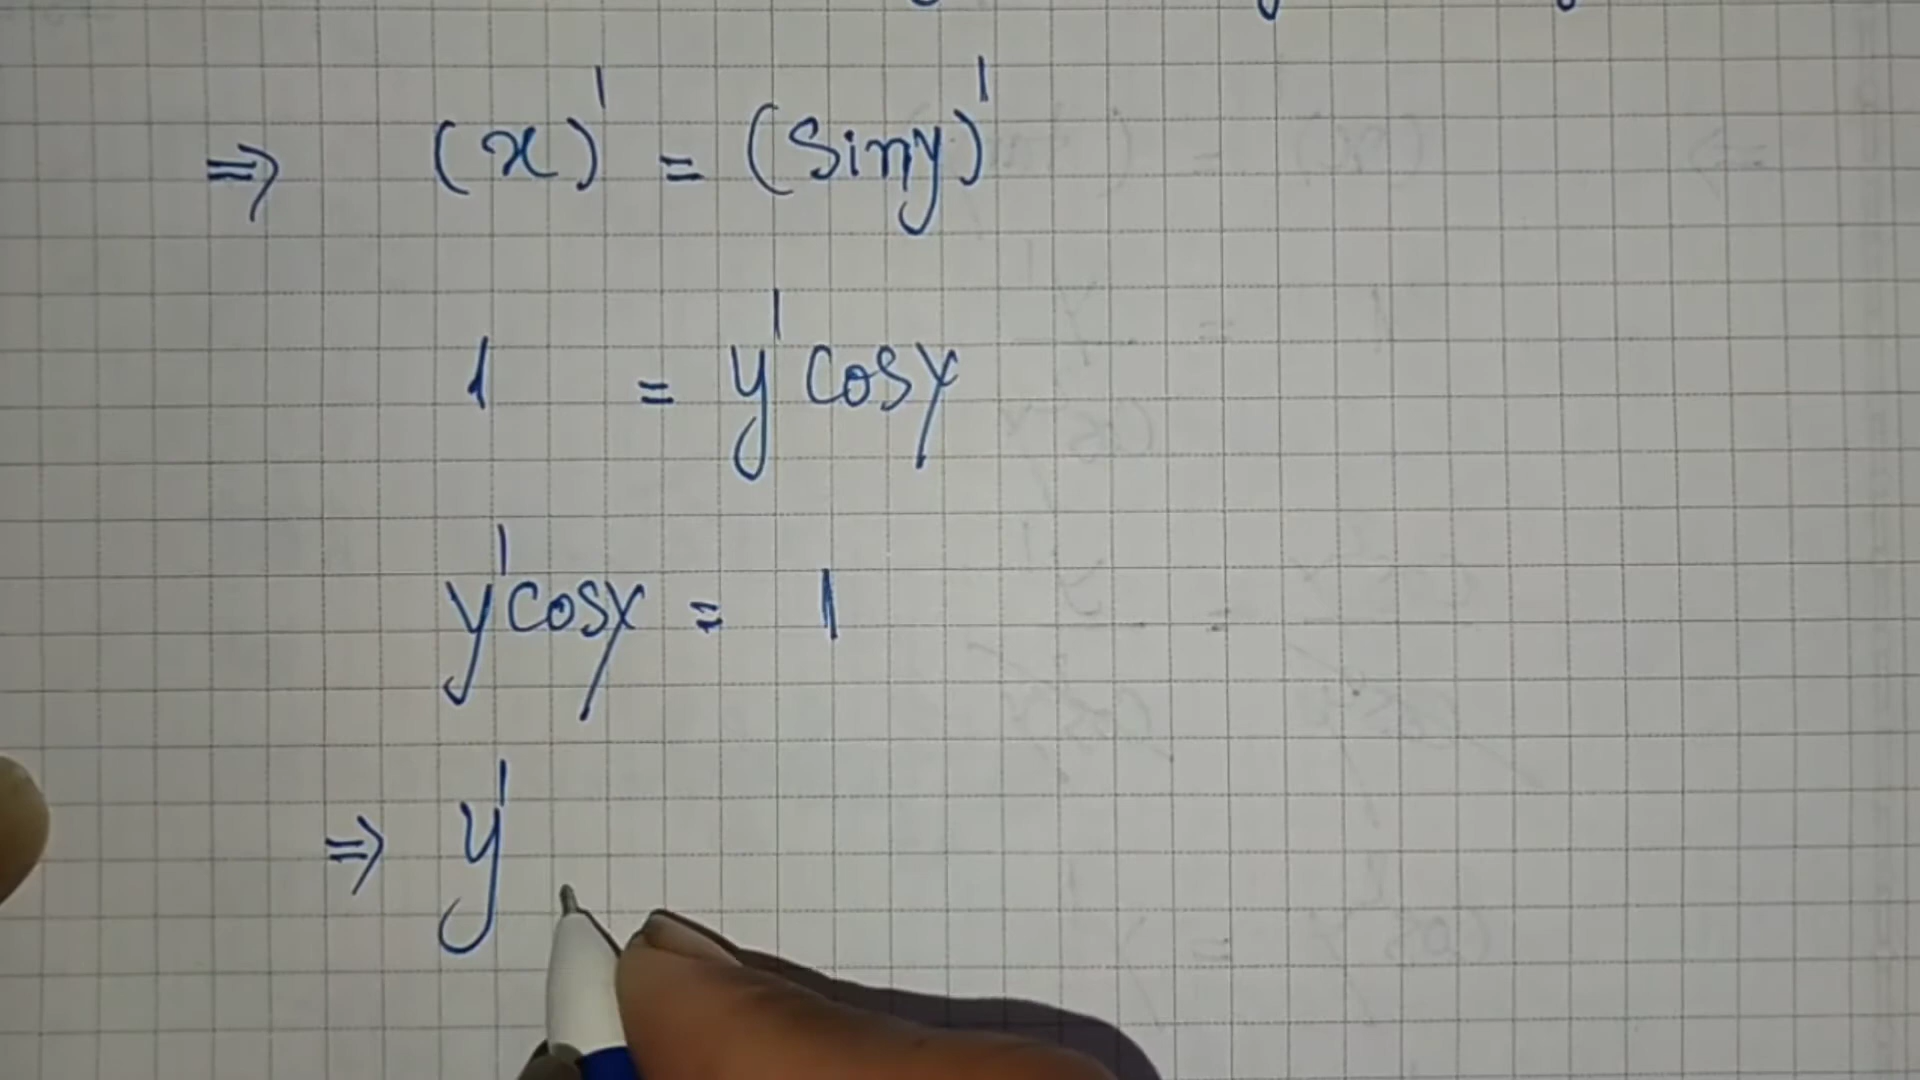 ⇒ (x)' = (Siny)'
1 = y' Cosy
y' cosy = 1
⇒ y'